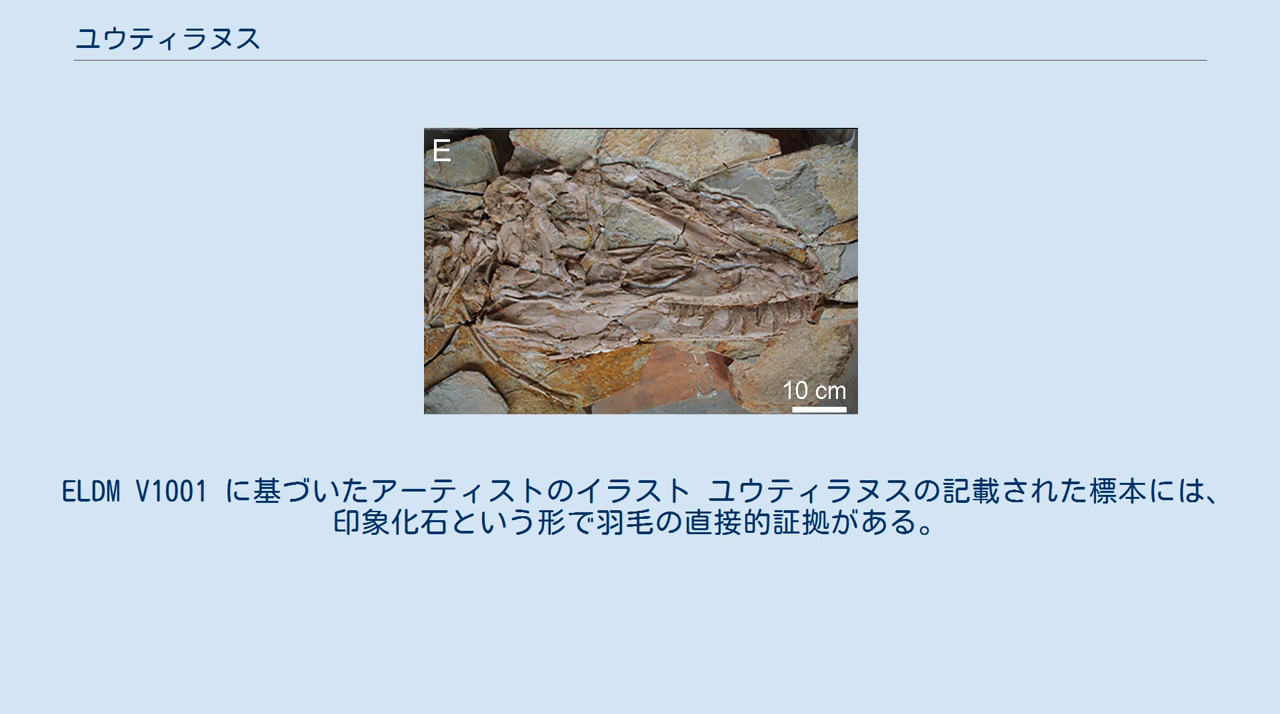 ユウティラヌス
E
10 cm
ELDM V1001 に基づいたアーティストのイラスト ユウティラヌスの記載された標本には、
印象化石という形で羽毛の直接的証拠がある。